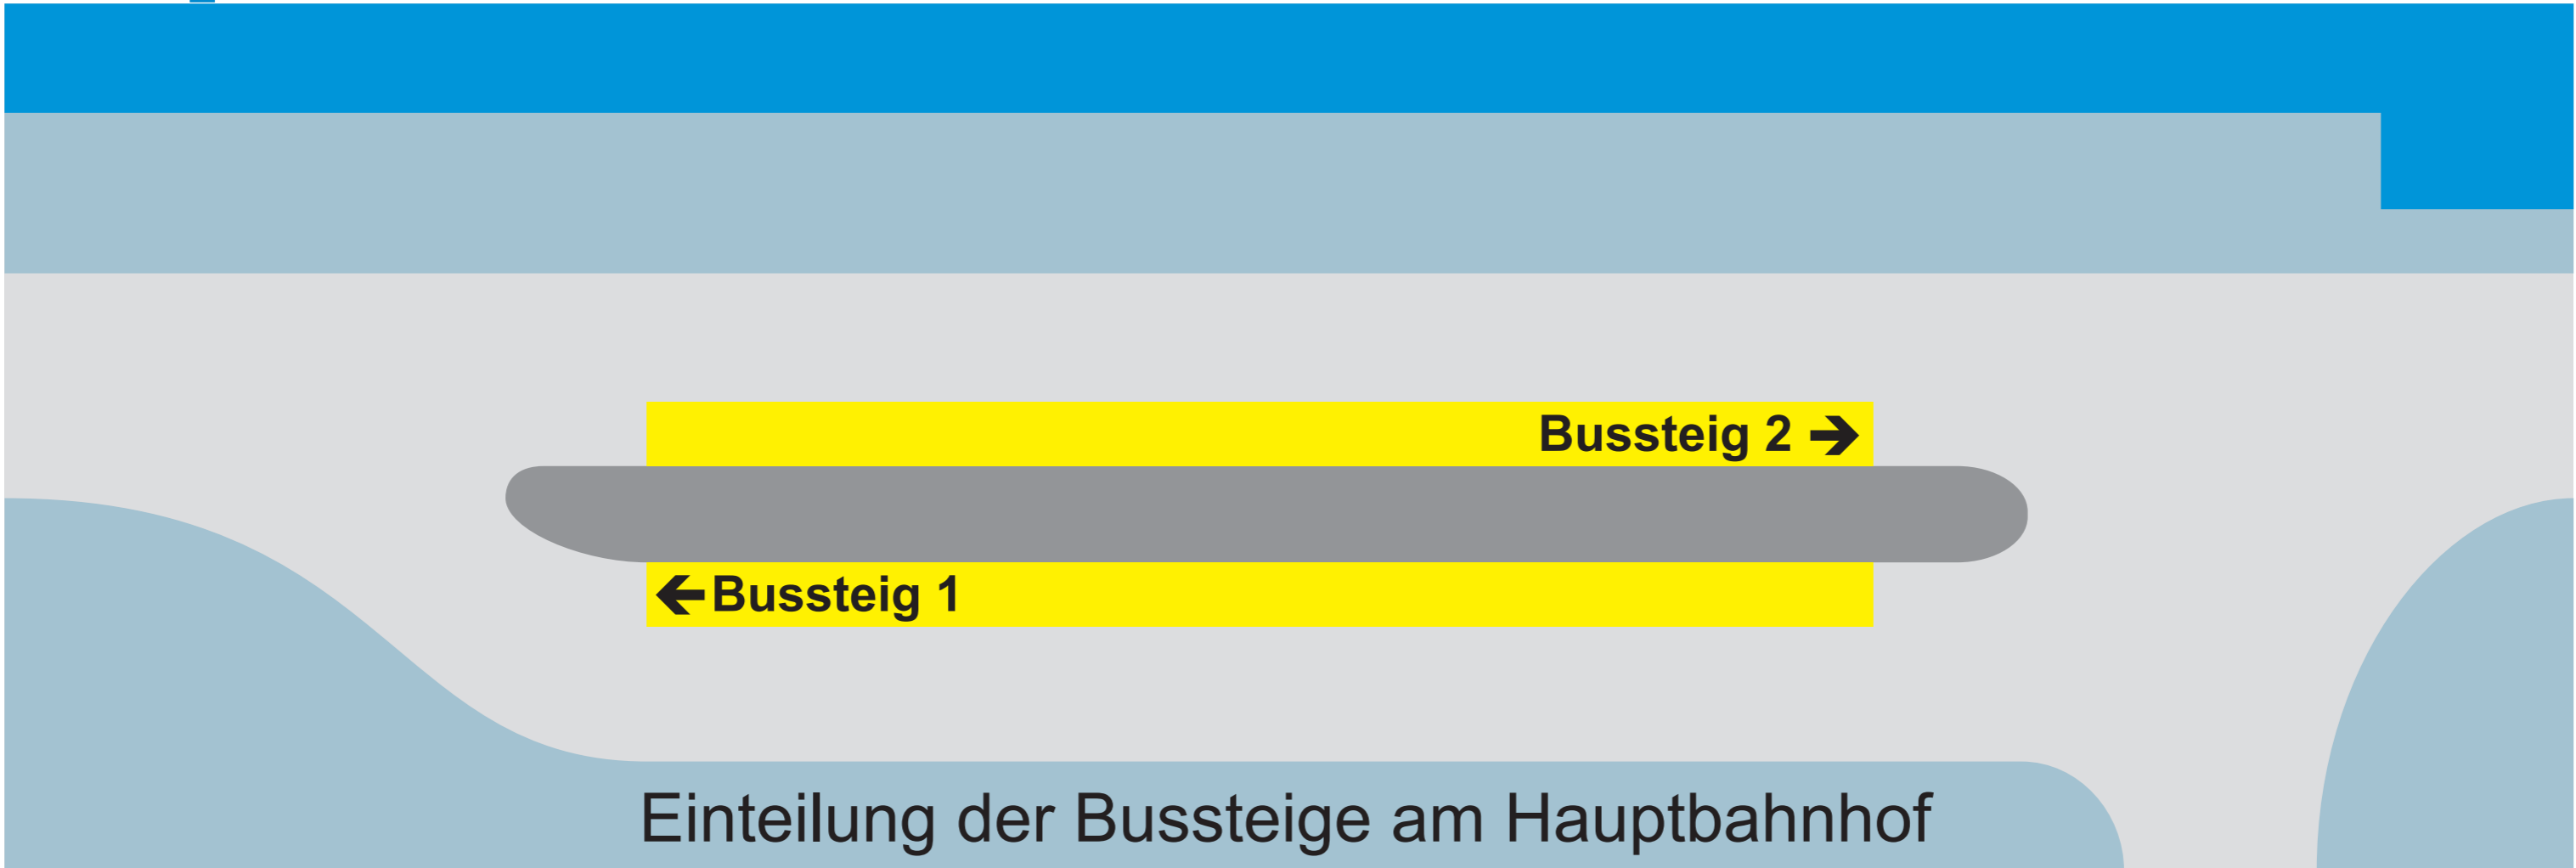 Bussteig 2 ➔
←Bussteig 1
Einteilung der Bussteige am Hauptbahnhof